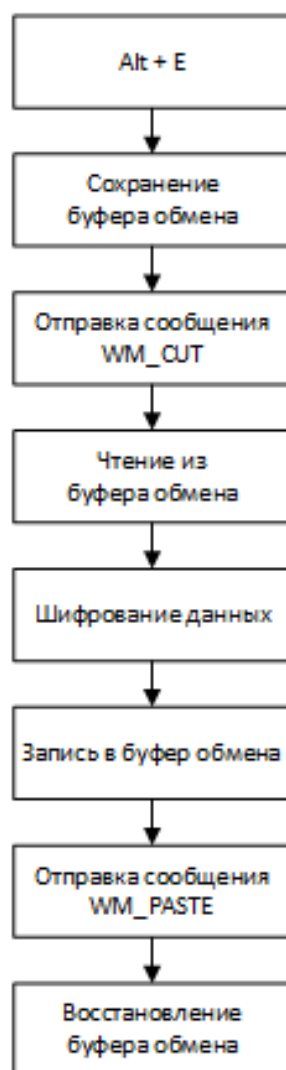 Alt + E
Сохранение
буфера обмена
Отправка сообщения
WM_CUT
Чтение из
буфера обмена
Шифрование данных
Запись в буфер обмена
Отправка сообщения
WM_PASTE
Восстановление
буфера обмена